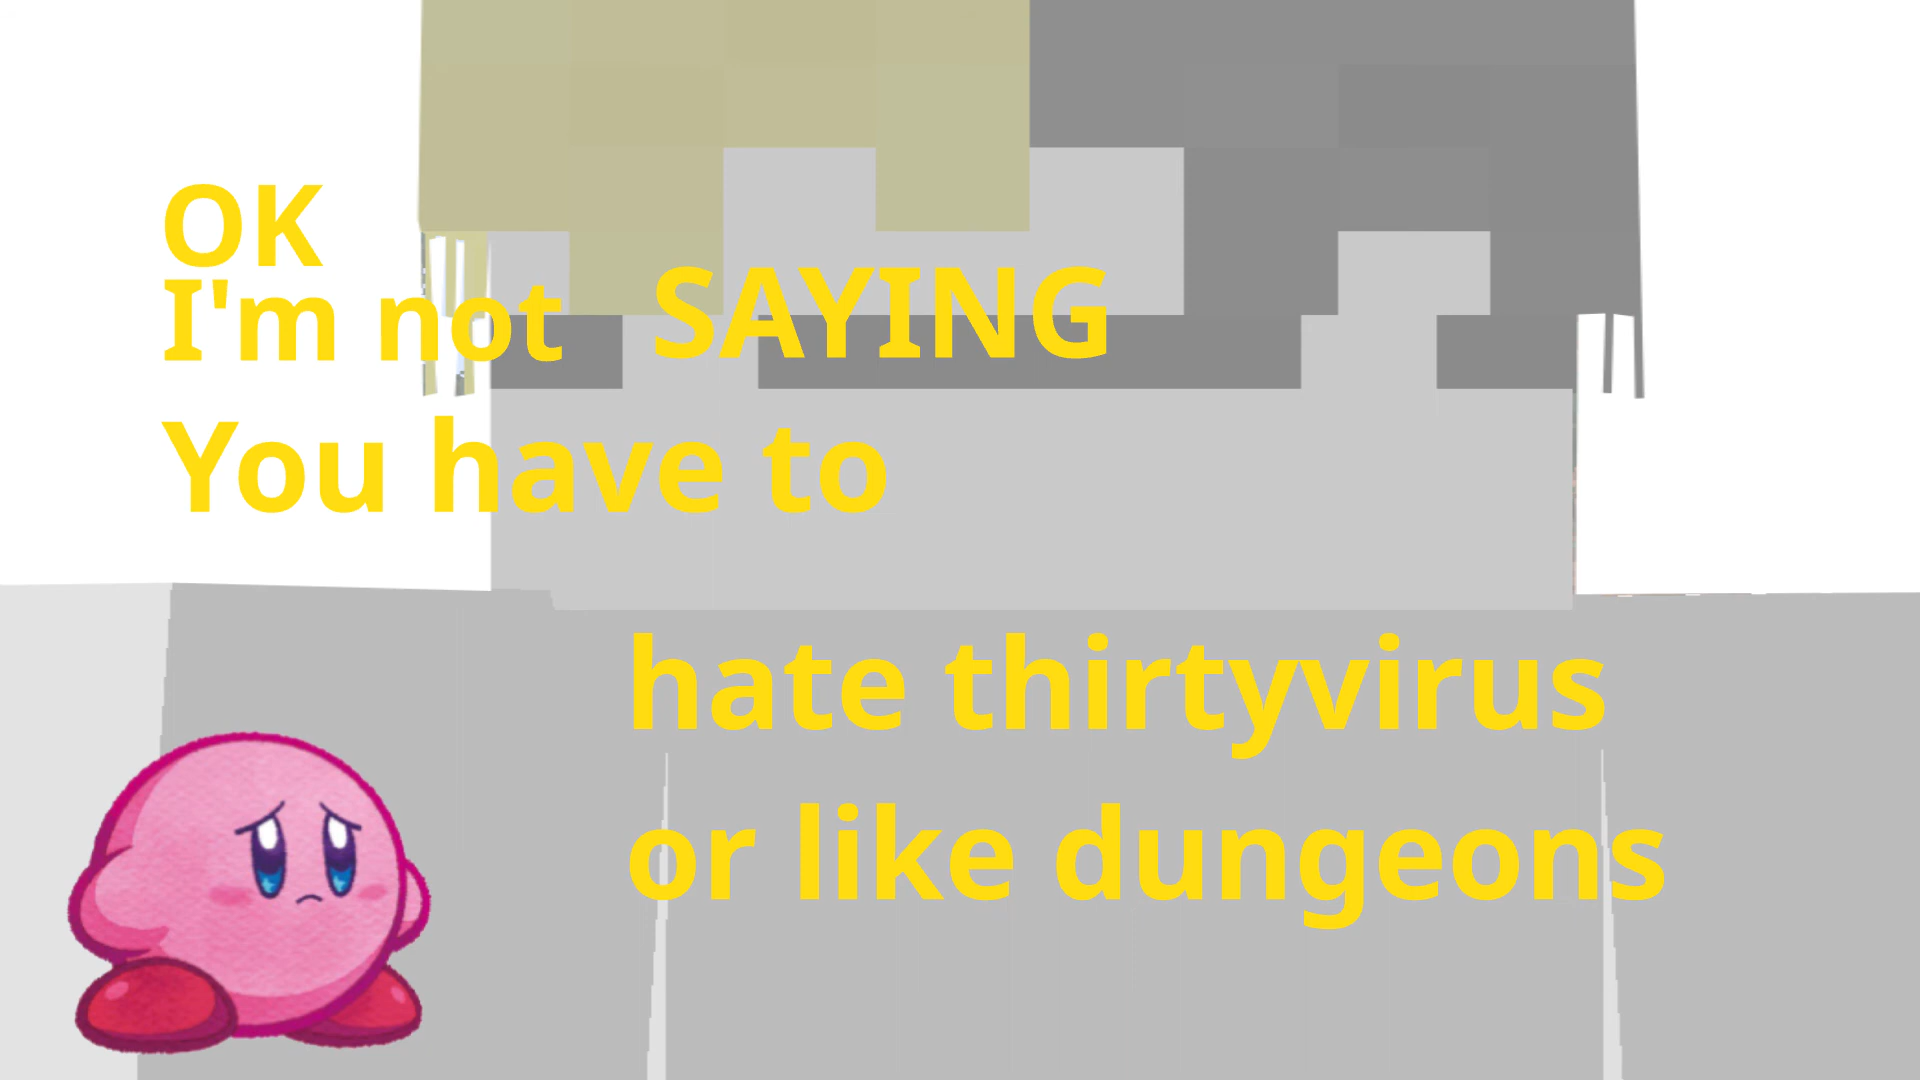 OK
I'm not SAYING
You have to
hate thirtyvirus
or like dungeons